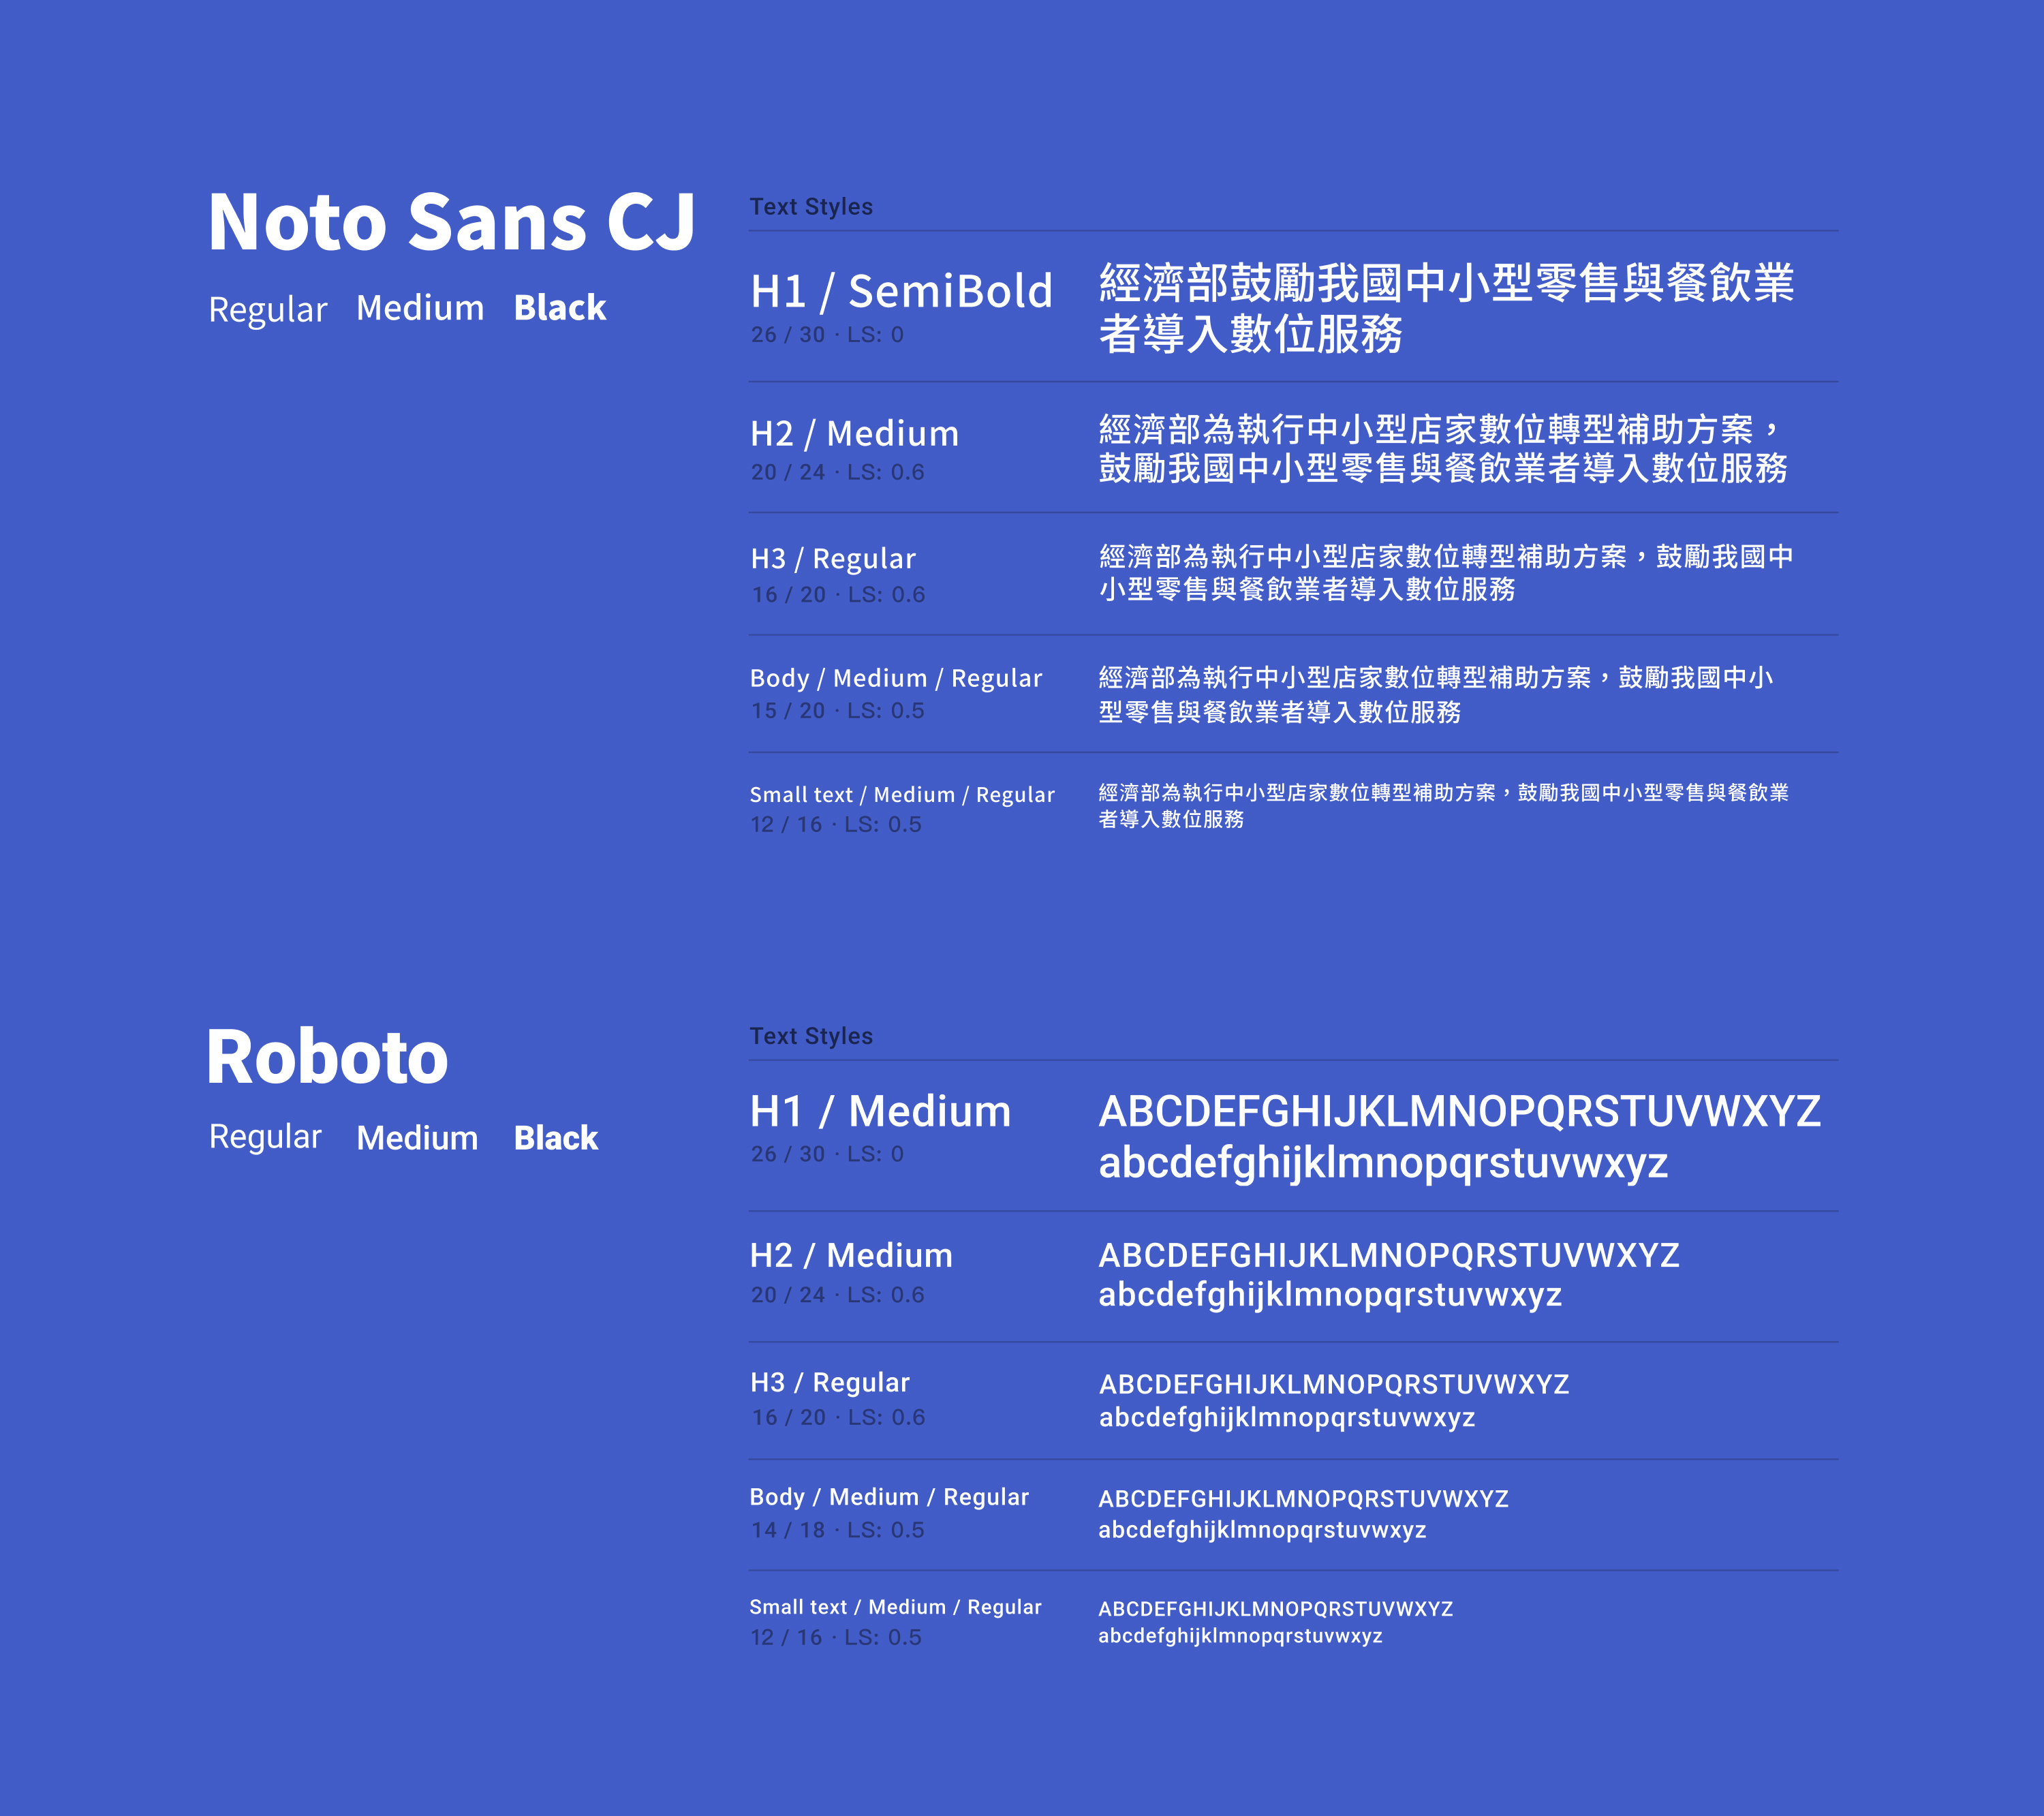 Noto Sans CJ
Regular Medium Black
Text Styles
H1 / SemiBold
26 / 30 · LS: 0
經濟部鼓勵我國中小型零售與餐飲業
者導入數位服務
H2 / Medium
20 / 24 · LS: 0.6
經濟部為執行中小型店家數位轉型補助方案，
鼓勵我國中小型零售與餐飲業者導入數位服務
H3 / Regular
16 / 20 · LS: 0.6
經濟部為執行中小型店家數位轉型補助方案，鼓勵我國中
小型零售與餐飲業者導入數位服務
Body / Medium / Regular
15 / 20 · LS: 0.5
經濟部為執行中小型店家數位轉型補助方案，鼓勵我國中小
型零售與餐飲業者導入數位服務
Small text / Medium / Regular
12 / 16 · LS: 0.5
經濟部為執行中小型店家數位轉型補助方案，鼓勵我國中小型零售與餐飲業
者導入數位服務
Roboto
Regular Medium Black
Text Styles
H1 / Medium
26 / 30 · LS: 0
ABCDEFGHIJKLMNOPQRSTUVWXYZ
abcdefghijklmnopqrstuvwxyz
H2 / Medium
20 / 24 · LS: 0.6
ABCDEFGHIJKLMNOPQRSTUVWXYZ
abcdefghijklmnopqrstuvwxyz
H3 / Regular
16 / 20 · LS: 0.6
ABCDEFGHIJKLMNOPQRSTUVWXYZ
abcdefghijklmnopqrstuvwxyz
Body / Medium / Regular
14 / 18 · LS: 0.5
ABCDEFGHIJKLMNOPQRSTUVWXYZ
abcdefghijklmnopqrstuvwxyz
Small text / Medium / Regular
12 / 16 · LS: 0.5
ABCDEFGHIJKLMNOPQRSTUVWXYZ
abcdefghijklmnopqrstuvwxyz